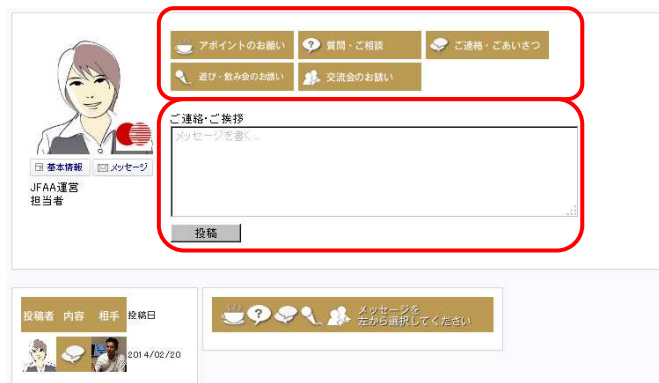 アポイントのお願い
質問・ご相談
ご連絡・ごあいさつ
遊び・飲み会のお誘い
交流会のお誘い
ご連絡・ご挨拶
メッセージを書く...
投稿
基本情報
メッセージ
JFAA運営
担当者
投稿者 内容 相手 投稿日
2014/02/20
メッセージを
左から選択してください